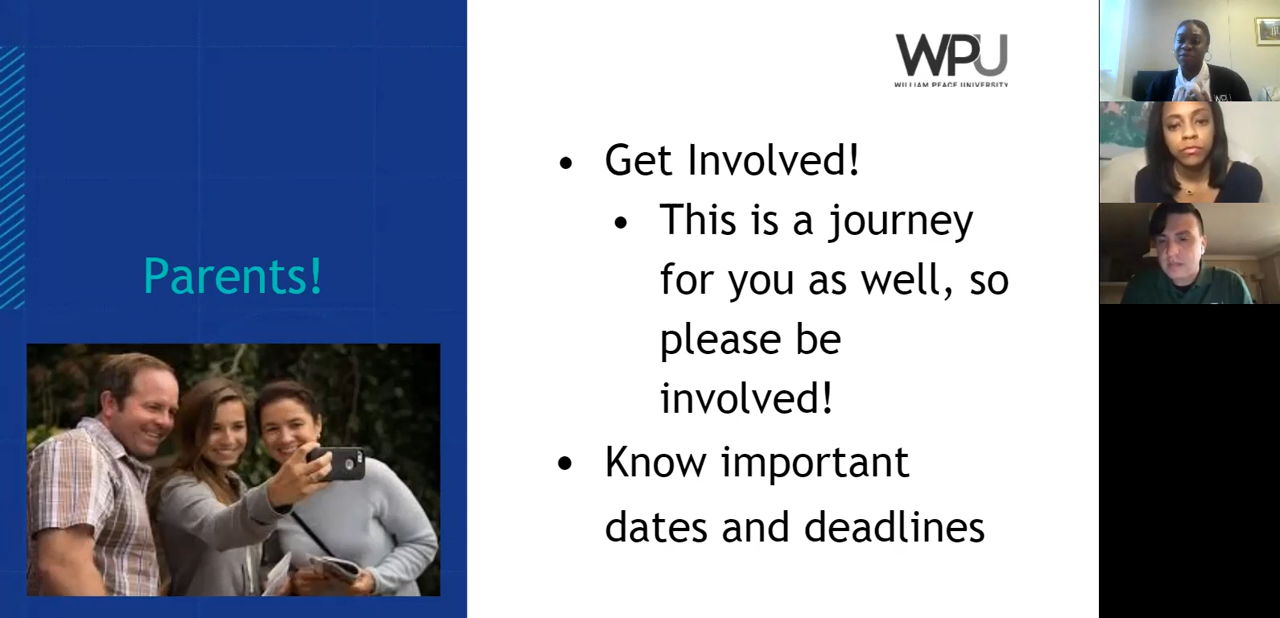 WPU
WILLIAM PEACE UNIVERSITY
Parents!
• Get Involved!
• This is a journey
for you as well, so
please be
involved!
• Know important
dates and deadlines
WPU